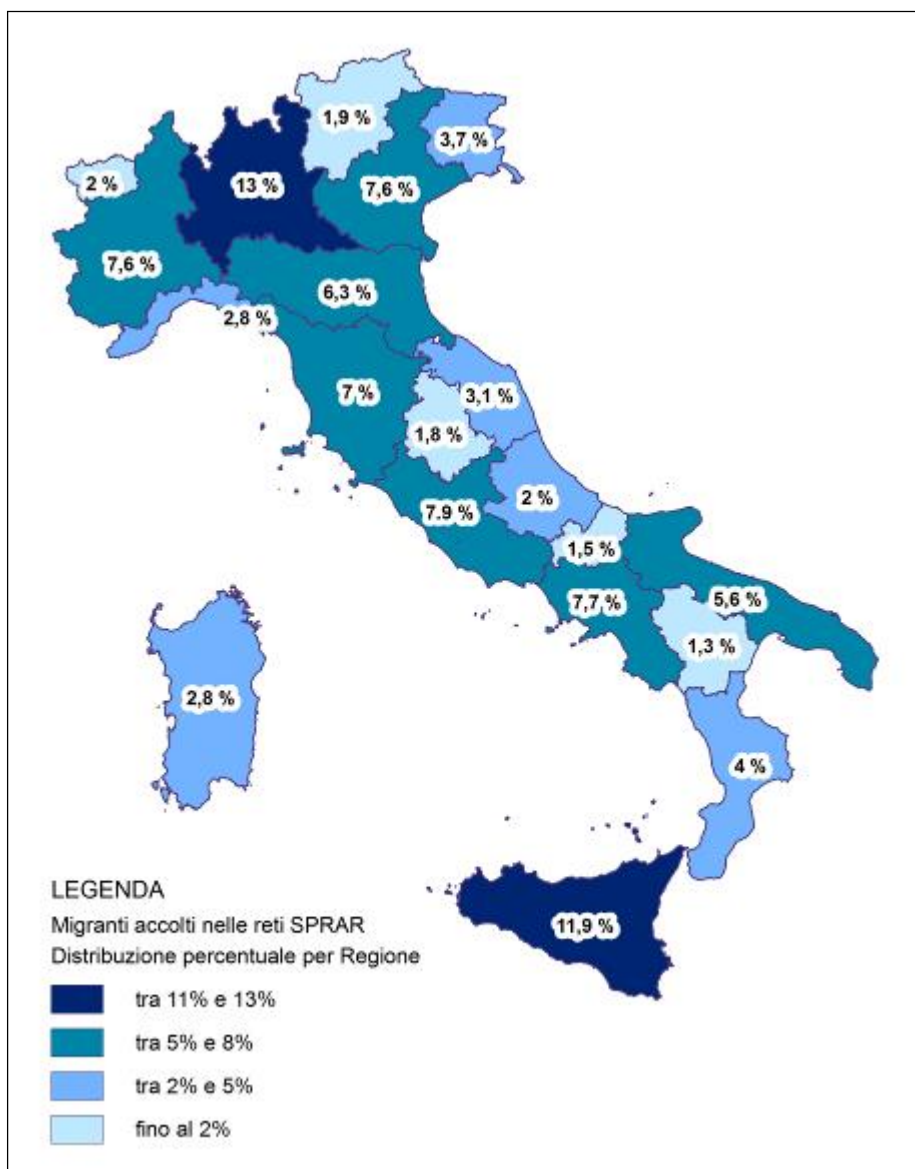 1,9 %
3,7 %
2 %
13 %
7,6 %
7,6 %
6,3 %
2,8 %
7 %
3,1 %
1,8 %
2 %
7.9 %
1,5 %
7,7 %
5,6 %
1,3 %
2,8 %
4 %
11,9 %
LEGENDA
Migranti accolti nelle reti SPRAR
Distribuzione percentuale per Regione
tra 11% e 13%
tra 5% e 8%
tra 2% e 5%
fino al 2%